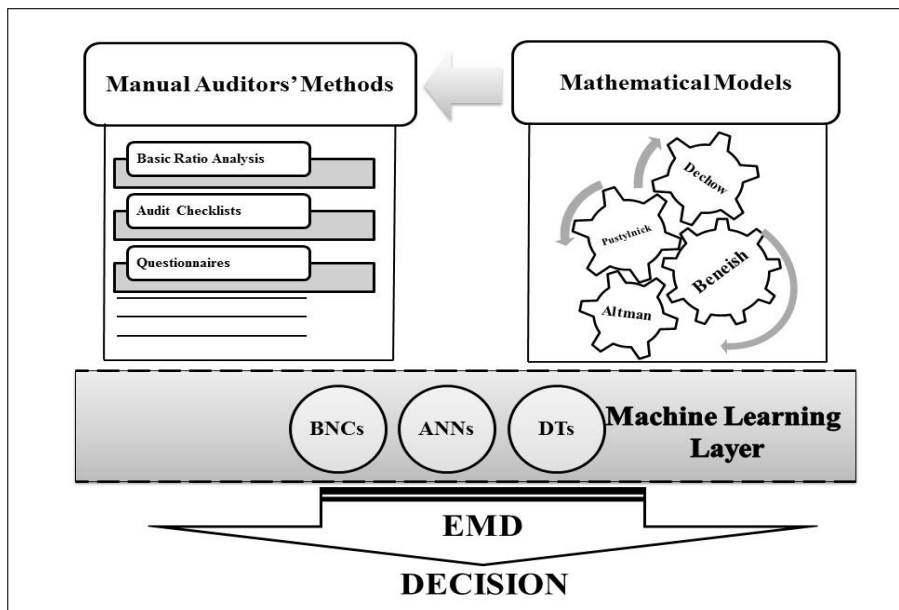 Manual Auditors' Methods
Basic Ratio Analysis
Audit Checklists
Questionnaires
Mathematical Models
Dechow
Pustylnick
Beneish
Altman
BNCs
ANNs
DTs
Machine Learning
Layer
EMD
DECISION